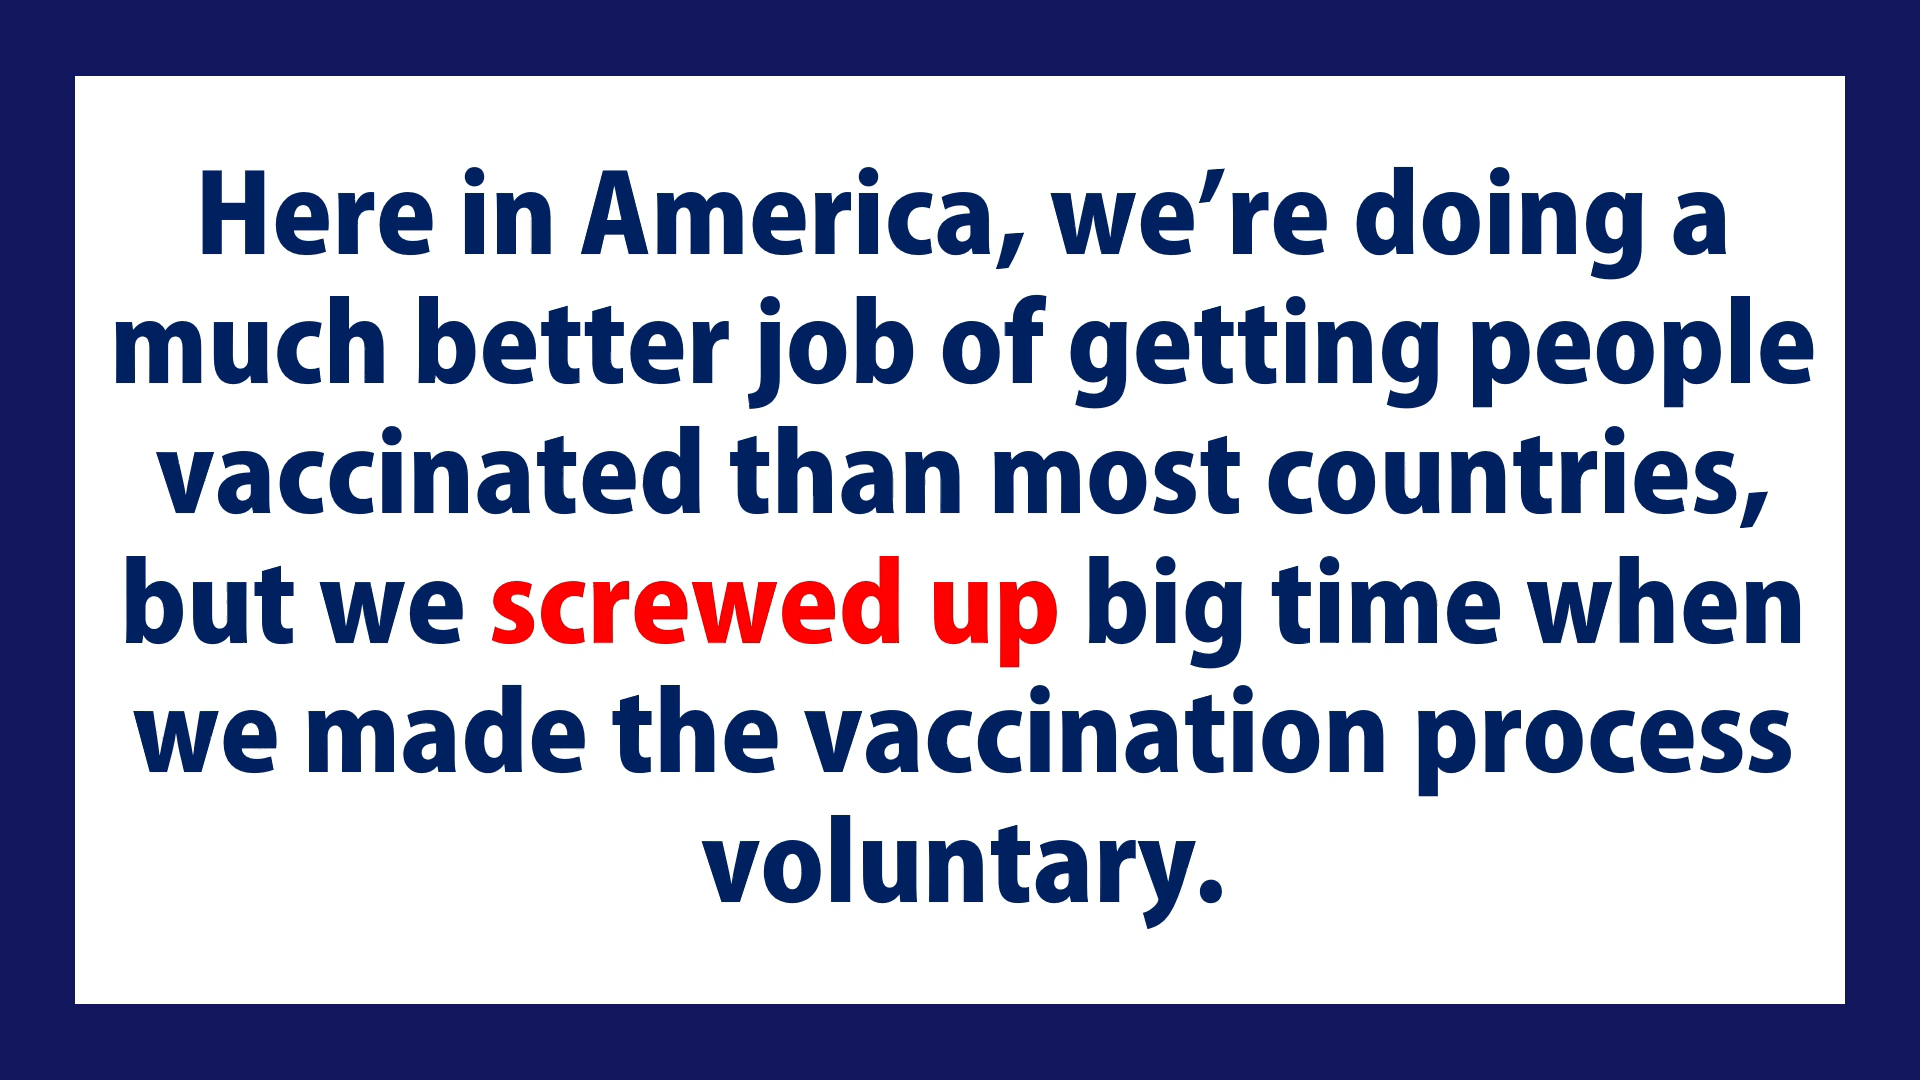 Here in America, we’re doing a
much better job of getting people
vaccinated than most countries,
but we screwed up big time when
we made the vaccination process
voluntary.